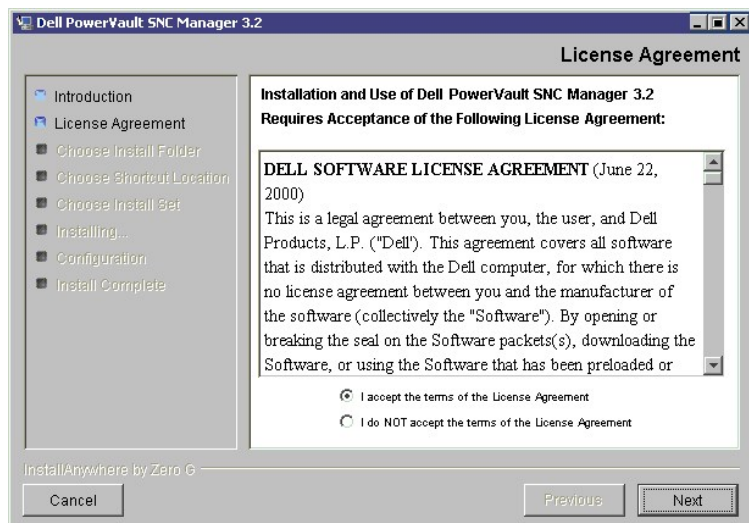 Dell PowerVault SNC Manager 3.2
License Agreement
Introduction
License Agreement
Choose Install Folder
Choose Shortcut Location
Choose Install Set
Installing...
Configuration
Install Complete
Installation and Use of Dell PowerVault SNC Manager 3.2
Requires Acceptance of the Following License Agreement:
DELL SOFTWARE LICENSE AGREEMENT (June 22,
2000)
This is a legal agreement between you, the user, and Dell
Products, L.P. ("Dell'). This agreement covers all software
that is distributed with the Dell computer, for which there is
no license agreement between you and the manufacturer of
the software (collectively the "Software"). By opening or
breaking the seal on the Software packets(s), downloading the
Software, or using the Software that has been preloaded or
I accept the terms of the License Agreement
I do NOT accept the terms of the License Agreement
InstallAnywhere by Zero G
Cancel
Previous
Next